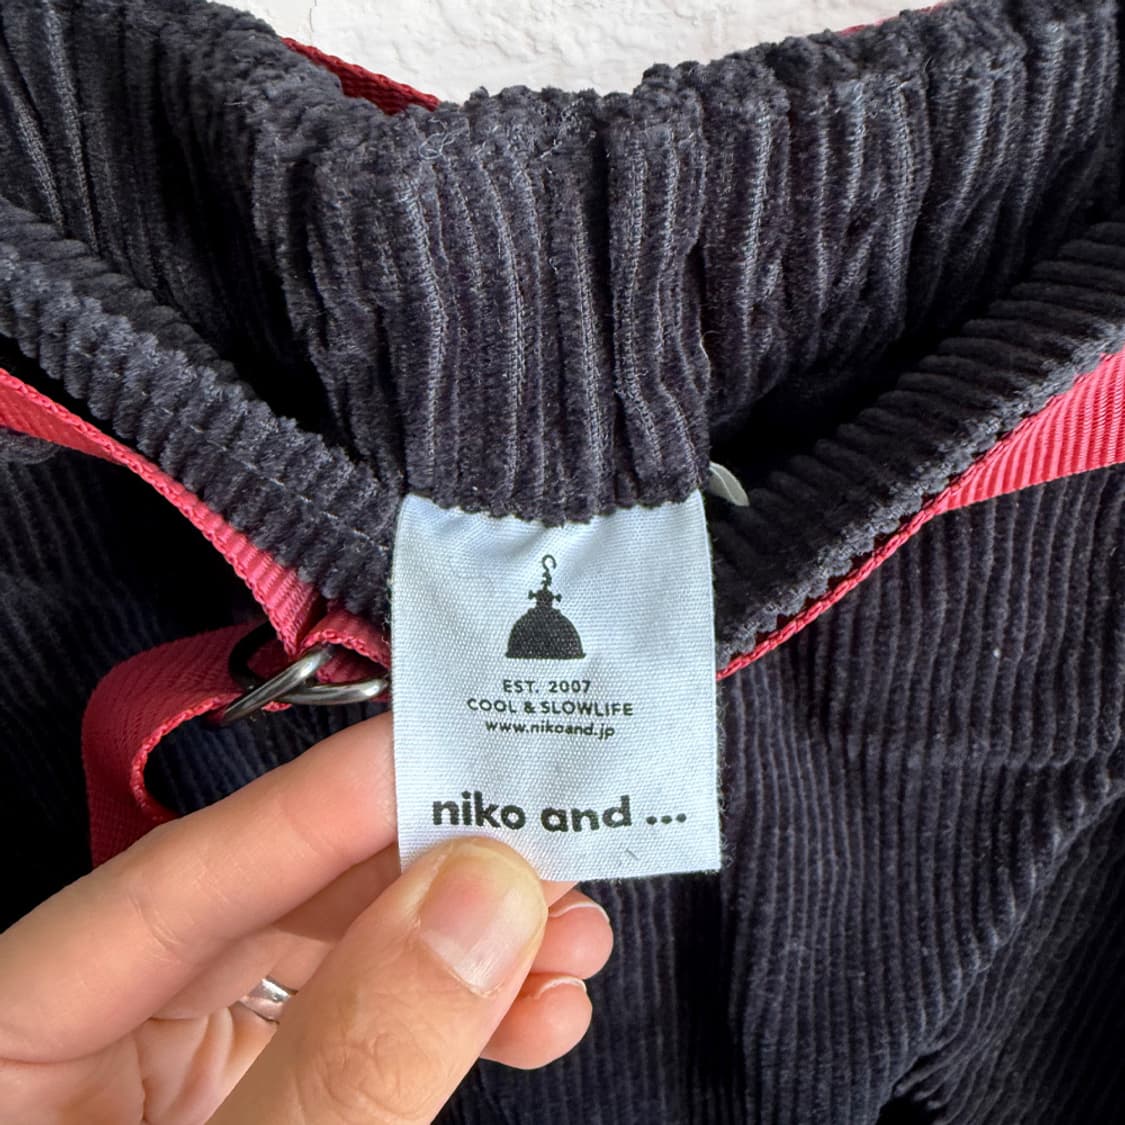 EST. 2007
COOL & SLOWLIFE
www.nikoand.jp
niko and ...